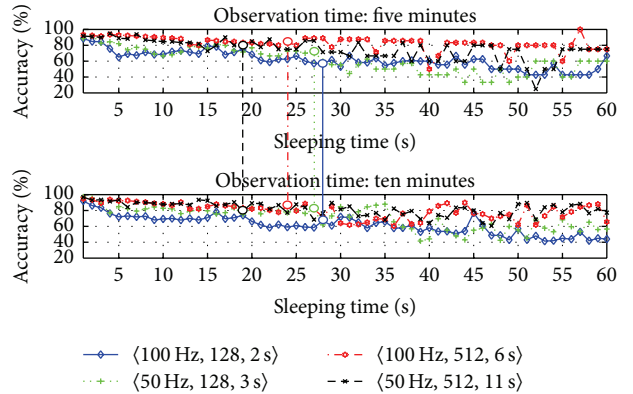 Observation time: five minutes
Accuracy (%)
100
80
60
40
20
5 10 15 20 25 30 35 40 45 50 55 60
Sleeping time (s)
Observation time: ten minutes
Accuracy (%)
100
80
60
40
20
5 10 15 20 25 30 35 40 45 50 55 60
Sleeping time (s)
⟨100 Hz, 128, 2 s⟩ ⟨100 Hz, 512, 6 s⟩
⟨50 Hz, 128, 3 s⟩ ⟨50 Hz, 512, 11 s⟩